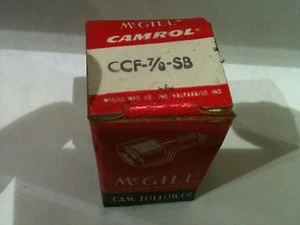 McGILL
CAMROL
CCF-7/8-SB
McGILL MFG. CO. INC. VALPARAISO IND
McGILL
CAM FOLLOWER